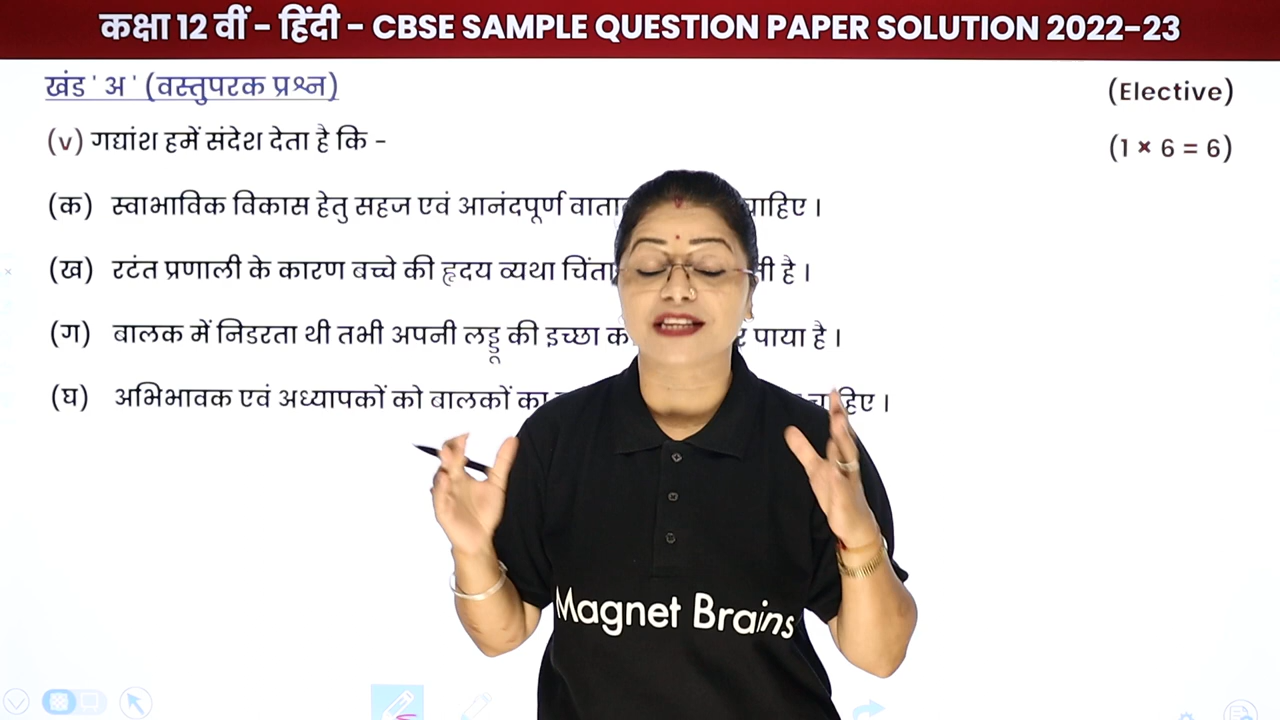 कक्षा 12 वीं - हिंदी - CBSE SAMPLE QUESTION PAPER SOLUTION 2022-23
खंड ' अ ' (वस्तुपरक प्रश्न) (Elective)
(v) गद्यांश हमें संदेश देता है कि - (1 × 6 = 6)
(क) स्वाभाविक विकास हेतु सहज एवं आनंदपूर्ण
(ख) रटंत प्रणाली के कारण बच्चे की हृदय व्यथा है ।
(ग) बालक में निडरता थी तभी अपनी लड्डू की इच्छा पाया है ।
(घ) अभिभावक एवं अध्यापकों को बालकों का
Magnet Brains